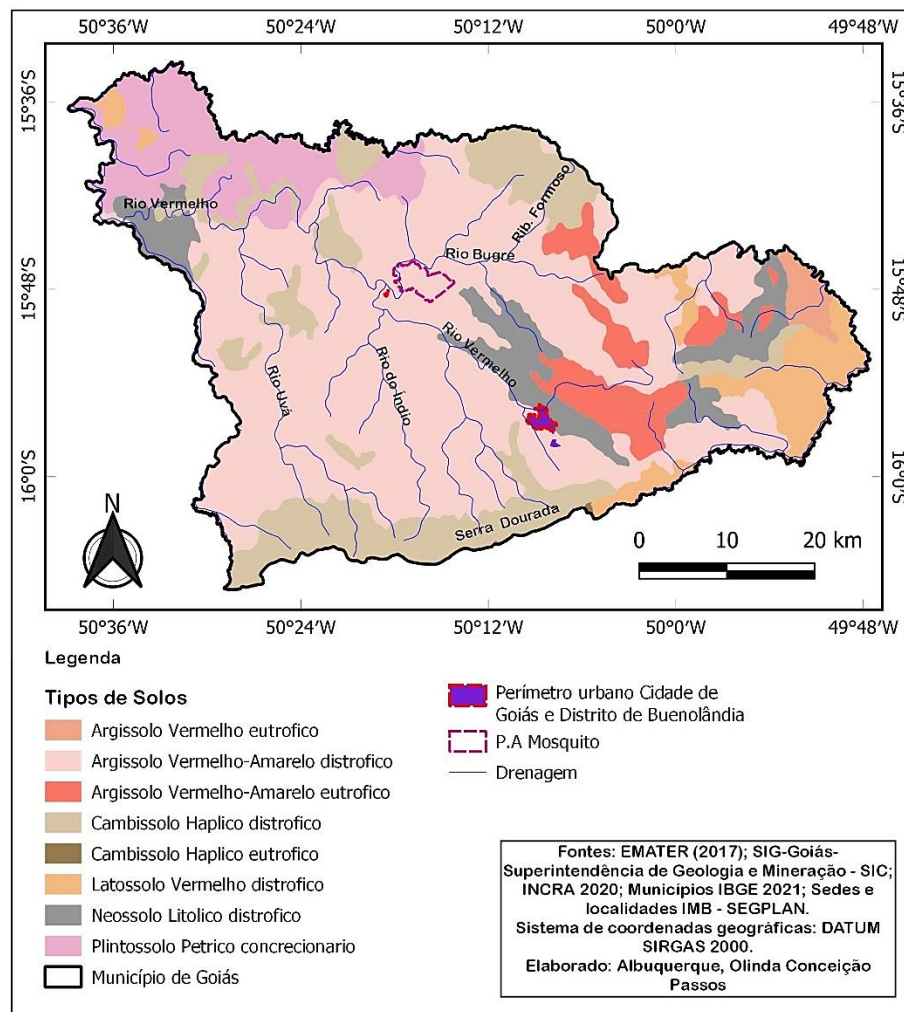 50°36'W 50°24'W 50°12'W 50°0'W 49°48'W
15°36'S 15°36'S
Rio Vermelho
Rib. Formoso
Rio Bugre
15°48'S 15°48'S
Rio Vermelho
Rio Uvá
Rio do Índio
16°0'S 16°0'S
Serra Dourada
N
0 10 20 km
50°36'W 50°24'W 50°12'W 50°0'W 49°48'W
Legenda
Tipos de Solos
Argissolo Vermelho eutrofico
Argissolo Vermelho-Amarelo distrofico
Argissolo Vermelho-Amarelo eutrofico
Cambissolo Haplico distrofico
Cambissolo Haplico eutrofico
Latossolo Vermelho distrofico
Neossolo Litolico distrofico
Plintossolo Petrico concrecionario
Município de Goiás
Perímetro urbano Cidade de
Goiás e Distrito de Buenolândia
P.A Mosquito
Drenagem
Fontes: EMATER (2017); SIG-Goiás-
Superintendência de Geologia e Mineração - SIC;
INCRA 2020; Municípios IBGE 2021; Sedes e
localidades IMB - SEGPLAN.
Sistema de coordenadas geográficas: DATUM
SIRGAS 2000.
Elaborado: Albuquerque, Olinda Conceição
Passos